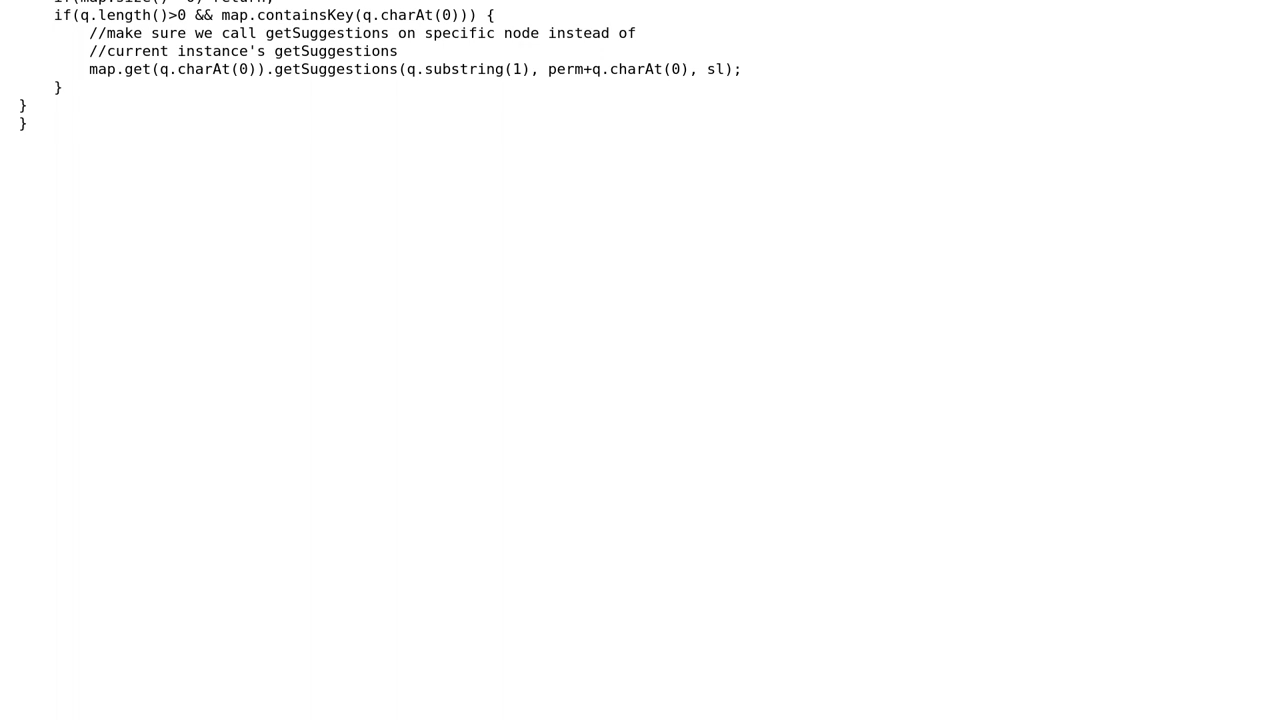 if(q.length()>0 && map.containsKey(q.charAt(0))) {
//make sure we call getSuggestions on specific node instead of
//current instance's getSuggestions
map.get(q.charAt(0)).getSuggestions(q.substring(1), perm+q.charAt(0), sl);
}
}
}